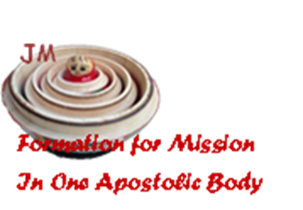 JM
Formation for Mission
In One Apostolic Body